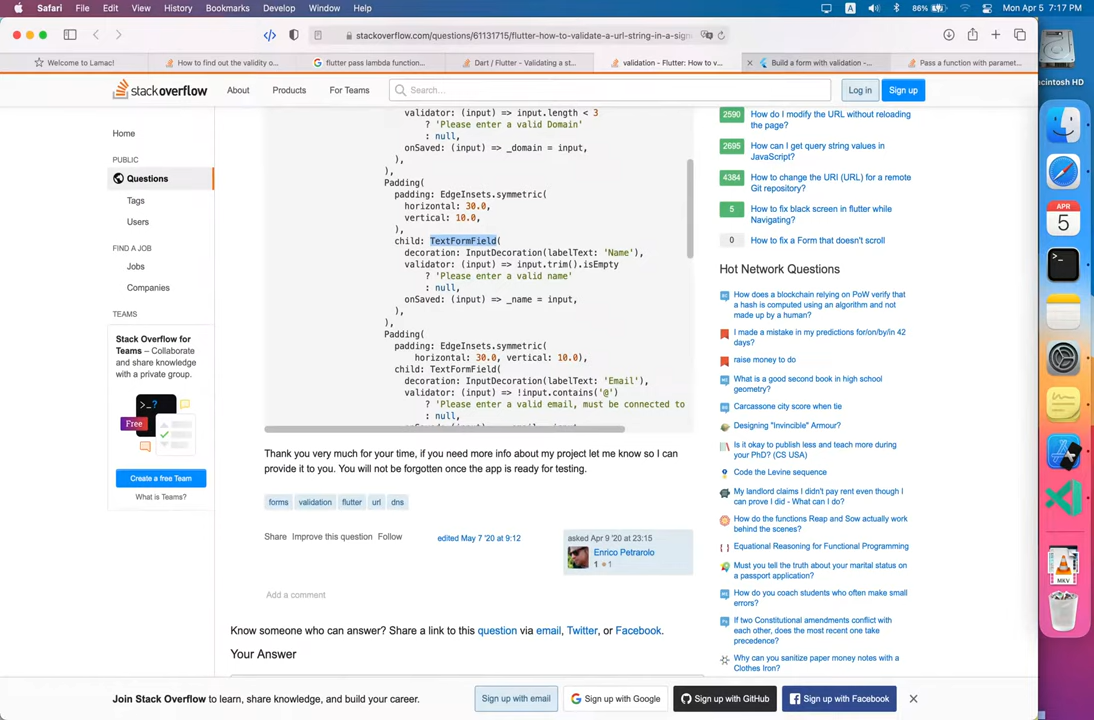 Safari File Edit View History Bookmarks Develop Window Help
A 86% Mon Apr 5 7:17 PM
stackoverflow.com/questions/61131715/flutter-how-to-validate-a-url-string-in-a-sign
Welcome to Lamac!
How to find out the validity o...
flutter pass lambda function...
Dart / Flutter - Validating a st...
validation - Flutter: How to v...
Build a form with validation -...
Pass a function with paramet...
stackoverflow
About
Products
For Teams
Search...
Log in
Sign up
Home
PUBLIC
Questions
Tags
Users
FIND A JOB
Jobs
Companies
TEAMS
Stack Overflow for
Teams – Collaborate
and share knowledge
with a private group.
>_?
Free
Create a free Team
What is Teams?
validator: (input) => input.length < 3
? 'Please enter a valid Domain'
: null,
onSaved: (input) => _domain = input,
),
),
Padding(
padding: EdgeInsets.symmetric(
horizontal: 30.0,
vertical: 10.0,
),
child: TextFormField(
decoration: InputDecoration(labelText: 'Name'),
validator: (input) => input.trim().isEmpty
? 'Please enter a valid name'
: null,
onSaved: (input) => _name = input,
),
),
Padding(
padding: EdgeInsets.symmetric(
horizontal: 30.0, vertical: 10.0),
child: TextFormField(
decoration: InputDecoration(labelText: 'Email'),
validator: (input) => !input.contains('@')
? 'Please enter a valid email, must be connected to
: null,
Thank you very much for your time, if you need more info about my project let me know so I can
provide it to you. You will not be forgotten once the app is ready for testing.
forms validation flutter url dns
Share Improve this question Follow
edited May 7 '20 at 9:12
asked Apr 9 '20 at 23:15
Enrico Petrarolo
1 1
Add a comment
Know someone who can answer? Share a link to this question via email, Twitter, or Facebook.
Your Answer
2590 How do I modify the URL without reloading
the page?
2695 How can I get query string values in
JavaScript?
4384 How to change the URI (URL) for a remote
Git repository?
5 How to fix black screen in flutter while
Navigating?
0 How to fix a Form that doesn't scroll
Hot Network Questions
How does a blockchain relying on PoW verify that
a hash is computed using an algorithm and not
made up by a human?
I made a mistake in my predictions for/on/by/in 42
days?
raise money to do
What is a good second book in high school
geometry?
Carcassone city score when tie
Designing "Invincible" Armour?
Is it okay to publish less and teach more during
your PhD? (CS USA)
Code the Levine sequence
My landlord claims I didn't pay rent even though I
can prove I did - What can I do?
How do the functions Reap and Sow actually work
behind the scenes?
Equational Reasoning for Functional Programming
Must you tell the truth about your marital status on
a passport application?
How do you coach students who often make small
errors?
If two Constitutional amendments conflict with
each other, does the most recent one take
precedence?
Why can you sanitize paper money notes with a
Clothes Iron?
Join Stack Overflow to learn, share knowledge, and build your career.
Sign up with email
Sign up with Google
Sign up with GitHub
Sign up with Facebook
cintosh HD
APR
5
>_
MKV